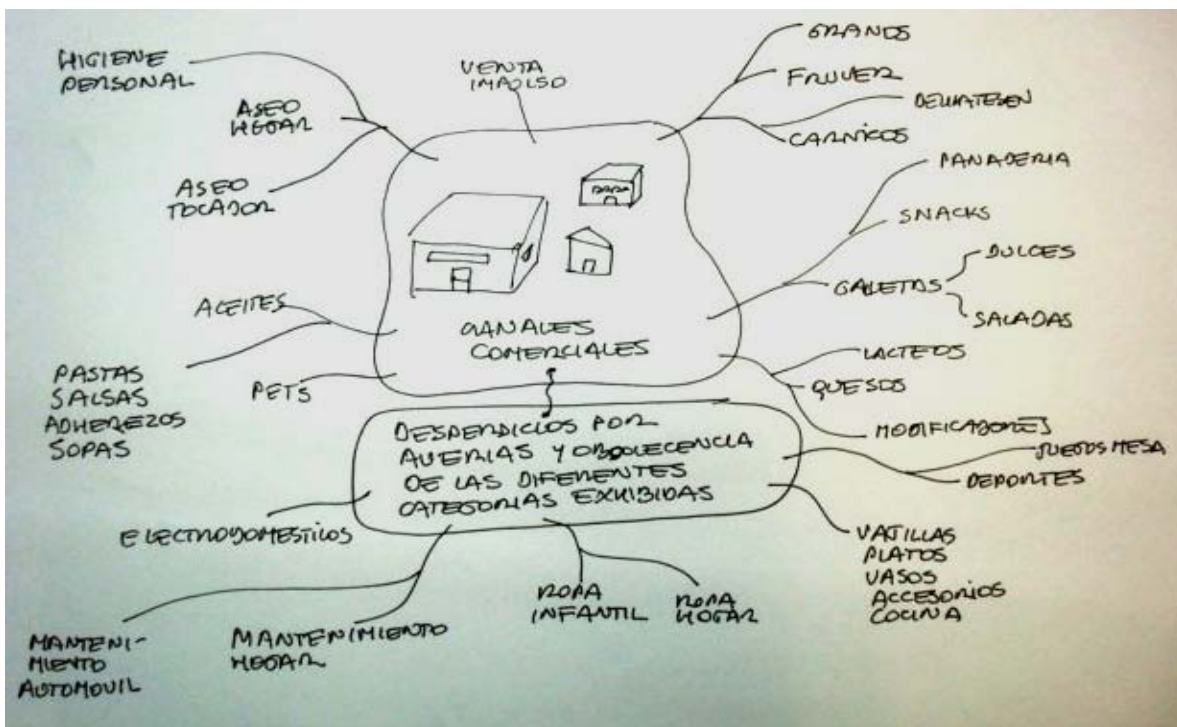 HIGIENE
PERSONAL
ASEO
HOGAR
ASEO
TOCADOR
VENTA
IMPULSO
GRANOS
FRUVER
DELIKATESEN
CARNICOS
PANADERIA
SNACKS
GALLETAS
DULCES
SALADAS
LACTEOS
QUESOS
MODIFICADORES
ACEITES
PASTAS
SALSAS
ADHEREZOS
SOPAS
PETS
CANALES
COMERCIALES
DESPERDICIOS POR
AVERIAS Y OBSOLECENCIA
DE LAS DIFERENTES
CATEGORIAS EXHIBIDAS
JUEGOS MESA
DEPORTES
VAJILLAS
PLATOS
VASOS
ACCESORIOS
COCINA
ELECTRODOMESTICOS
MANTENI-
MIENTO
AUTOMOVIL
MANTENIMIENTO
HOGAR
ROPA
INFANTIL
ROPA
HOGAR